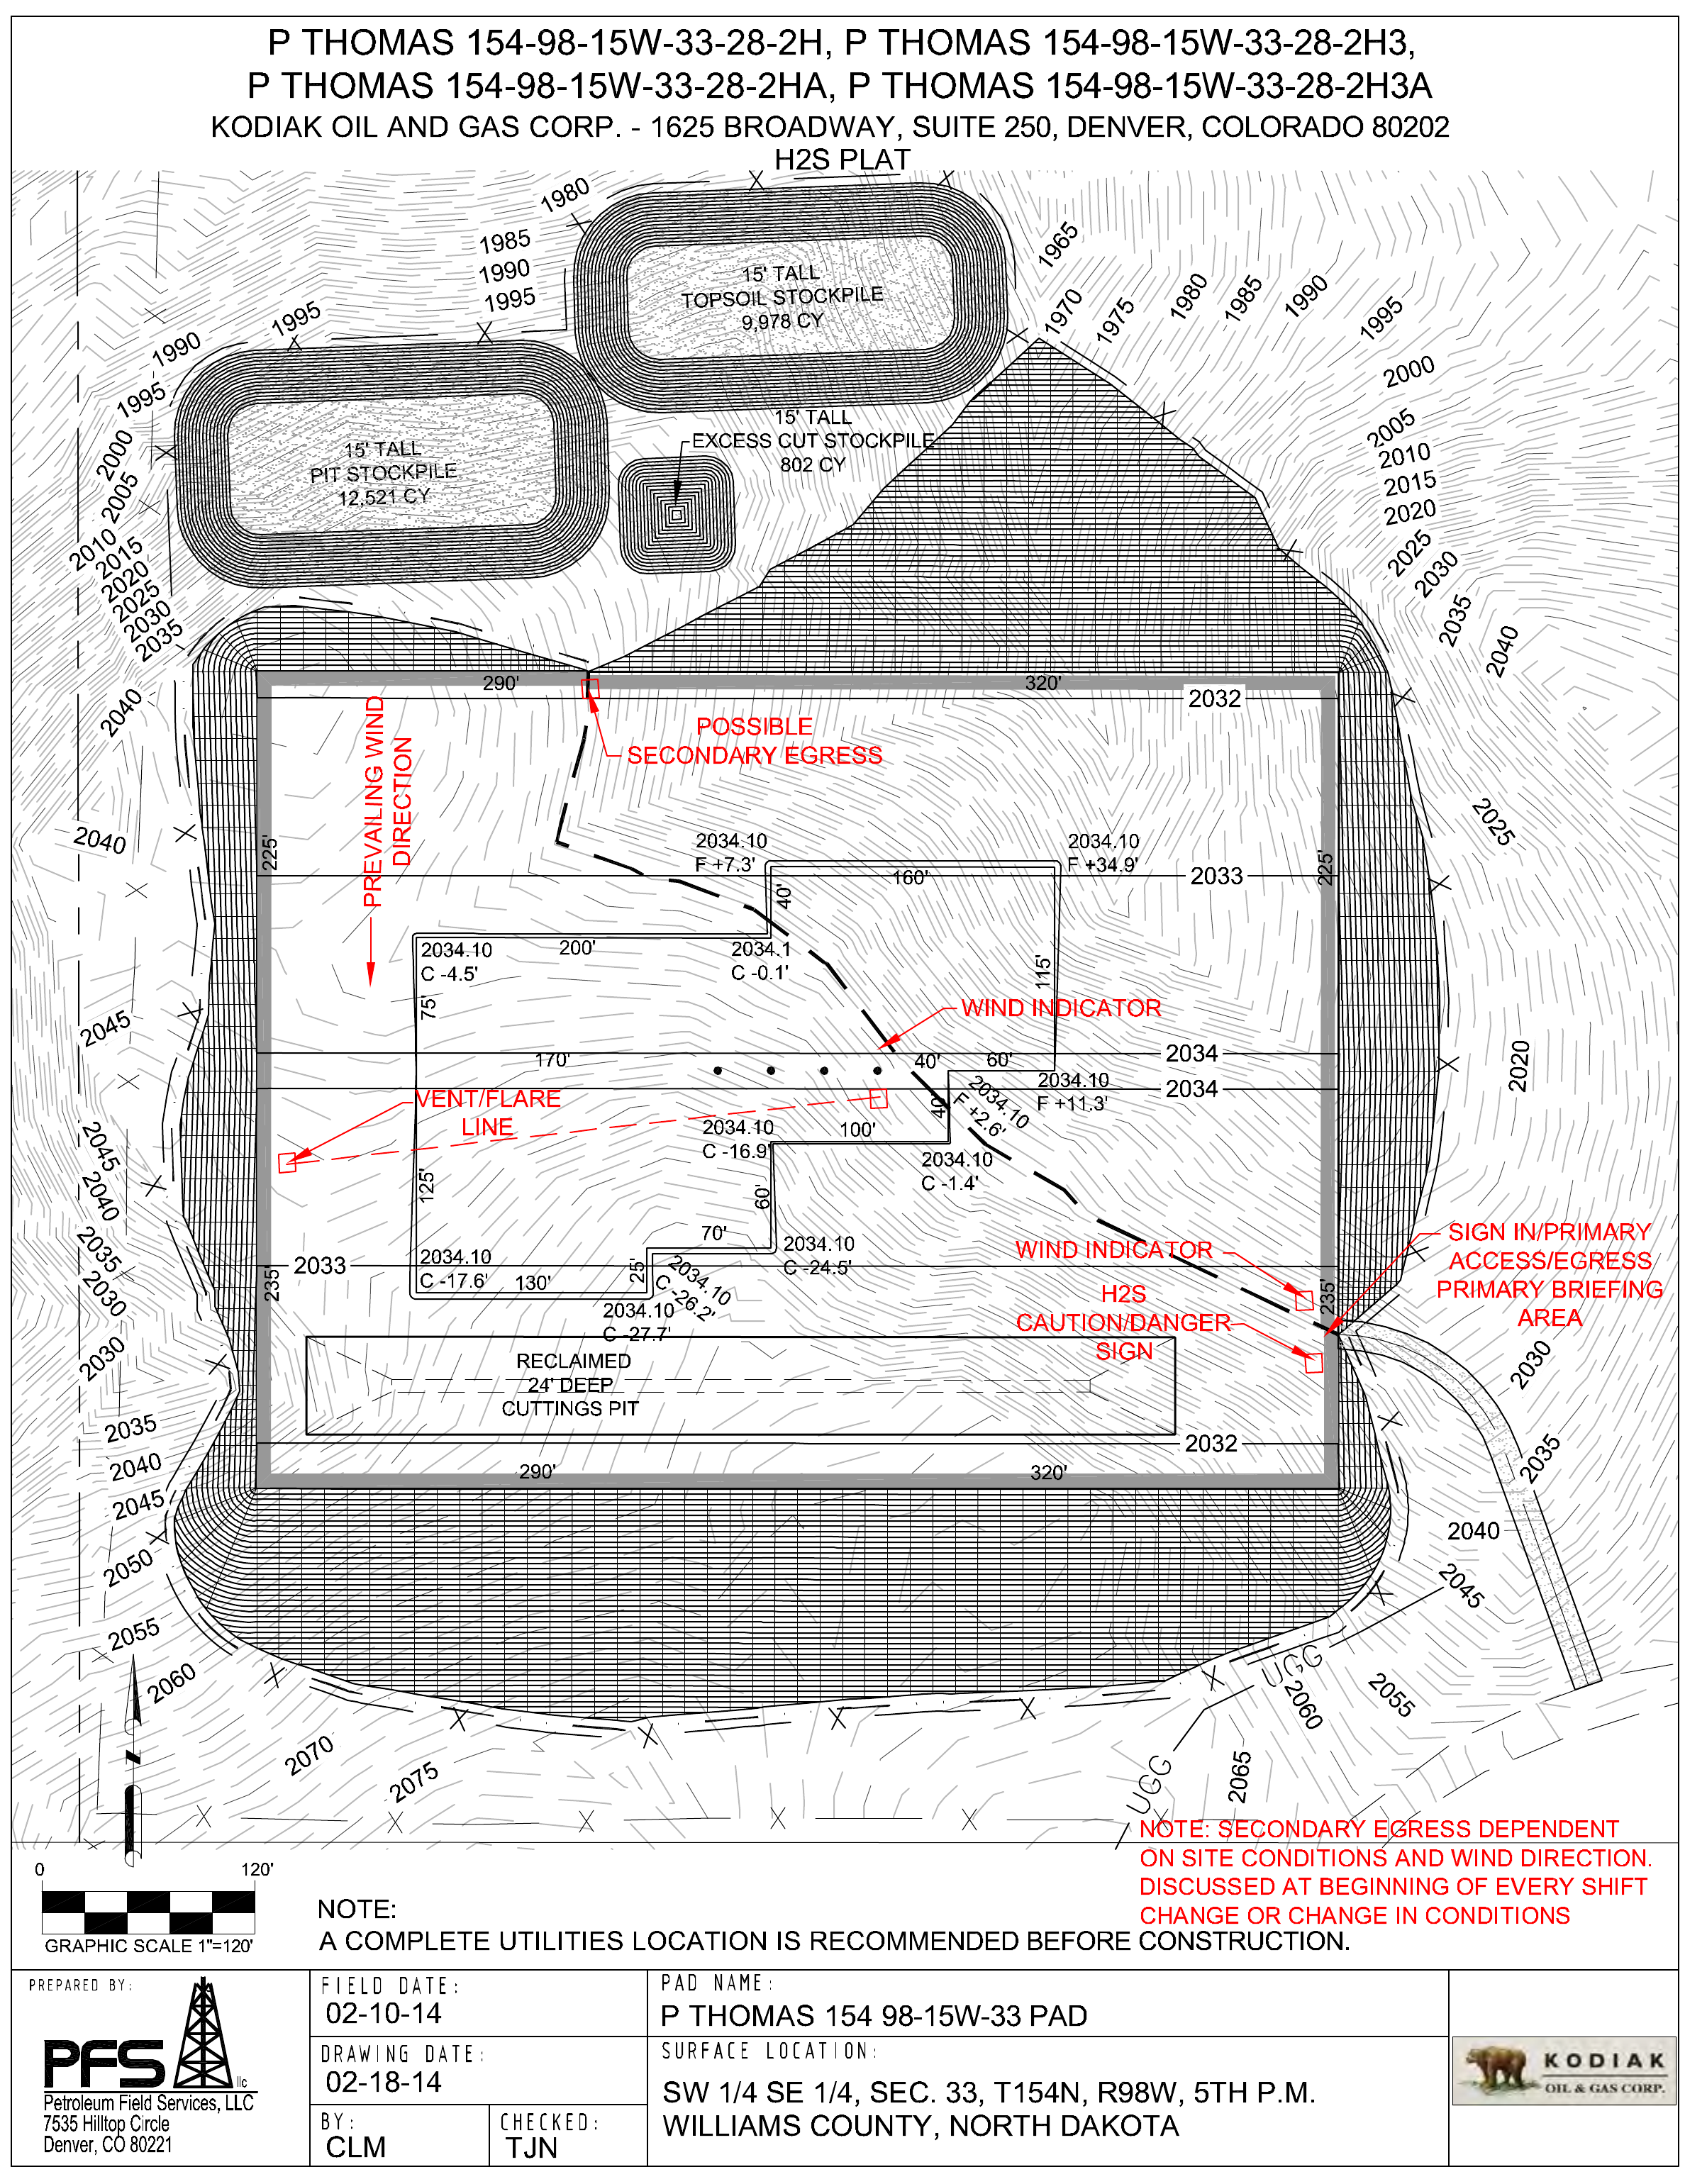 P THOMAS 154-98-15W-33-28-2H, P THOMAS 154-98-15W-33-28-2H3,
P THOMAS 154-98-15W-33-28-2HA, P THOMAS 154-98-15W-33-28-2H3A
KODIAK OIL AND GAS CORP. - 1625 BROADWAY, SUITE 250, DENVER, COLORADO 80202
H2S PLAT
1980
1985
1990
1995
1995
1990
1995
2000
2005
2010
2015
2020
2025
2030
2035
15' TALL
TOPSOIL STOCKPILE
9,978 CY
15' TALL
PIT STOCKPILE
12,521 CY
15' TALL
EXCESS CUT STOCKPILE
802 CY
1965
1970
1975
1980
1985
1990
1995
2000
2005
2010
2015
2020
2025
2030
2035
2040
290'
320'
2032
POSSIBLE
SECONDARY EGRESS
PREVAILING WIND
DIRECTION
2040
2040
2025
225'
225'
2034.10
F +7.3'
2034.10
F +34.9'
160'
2033
40'
2034.10
C -4.5'
200'
2034.1
C -0.1'
75'
115'
WIND INDICATOR
2045
2020
170'
40'
60'
2034
2034
2034.10
F +11.3'
2034.10
F +2.6'
40'
VENT/FLARE
LINE
2034.10
C -16.9'
100'
2034.10
C -1.4'
125'
60'
2045
2040
2035
2030
70'
2034.10
C -24.5'
WIND INDICATOR
SIGN IN/PRIMARY
ACCESS/EGRESS
PRIMARY BRIEFING
AREA
2033
235'
2034.10
C -17.6'
130'
25'
2034.10
C -26.2'
2034.10
C -27.7'
235'
H2S
CAUTION/DANGER
SIGN
RECLAIMED
24' DEEP
CUTTINGS PIT
2030
2035
2040
2045
2050
2055
2060
2070
2075
2032
290'
320'
2030
2035
2040
2045
2055
2060
2065
UGG
UGG
N
NOTE: SECONDARY EGRESS DEPENDENT
ON SITE CONDITIONS AND WIND DIRECTION.
DISCUSSED AT BEGINNING OF EVERY SHIFT
CHANGE OR CHANGE IN CONDITIONS
0 120'
GRAPHIC SCALE 1"=120'
NOTE:
A COMPLETE UTILITIES LOCATION IS RECOMMENDED BEFORE CONSTRUCTION.
PREPARED BY:
PFS
llc
Petroleum Field Services, LLC
7535 Hilltop Circle
Denver, CO 80221
FIELD DATE:
02-10-14
DRAWING DATE:
02-18-14
BY:
CLM
CHECKED:
TJN
PAD NAME:
P THOMAS 154 98-15W-33 PAD
SURFACE LOCATION:
SW 1/4 SE 1/4, SEC. 33, T154N, R98W, 5TH P.M.
WILLIAMS COUNTY, NORTH DAKOTA
KODIAK
OIL & GAS CORP.